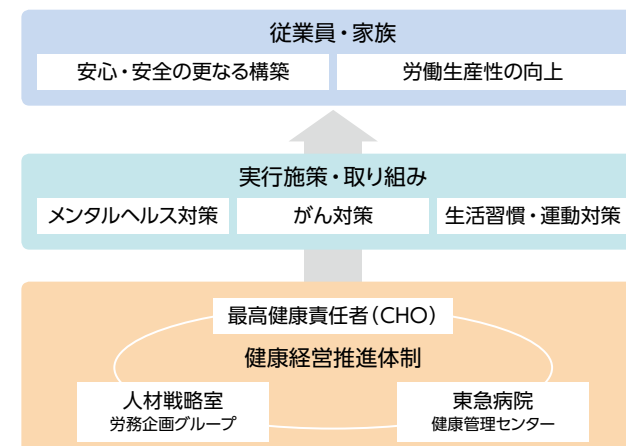 従業員・家族
安心・安全の更なる構築
労働生産性の向上
実行施策・取り組み
メンタルヘルス対策
がん対策
生活習慣・運動対策
最高健康責任者（CHO）
健康経営推進体制
人材戦略室
労務企画グループ
東急病院
健康管理センター